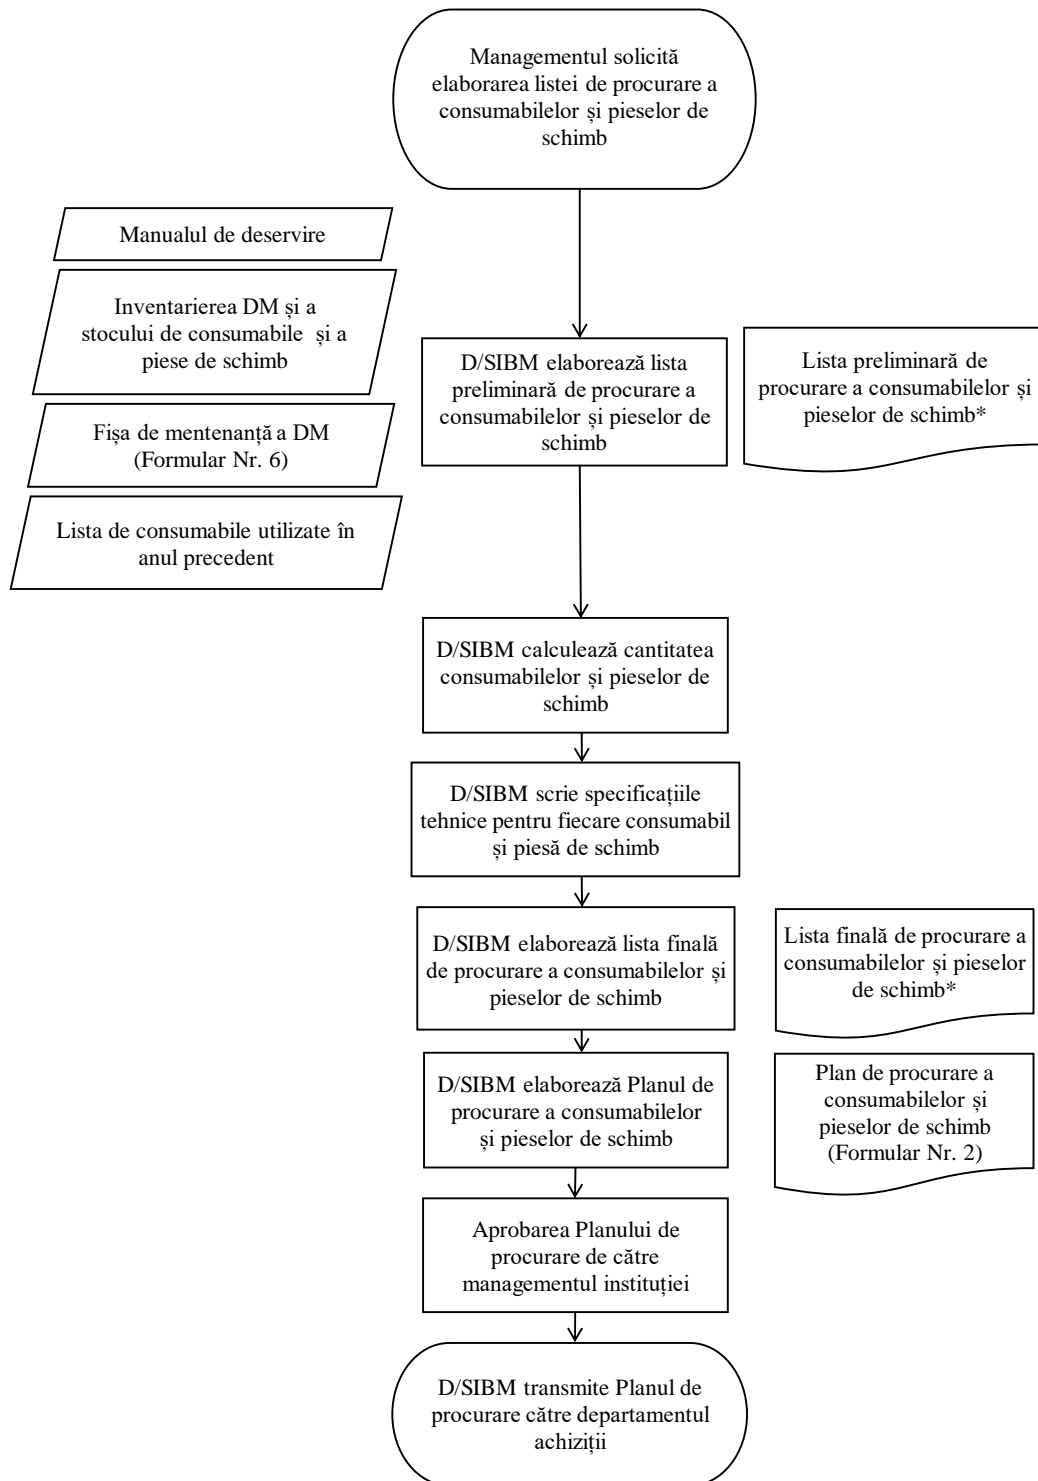 Managementul solicită
elaborarea listei de procurare a
consumabilelor și pieselor de
schimb
Manualul de deservire
Inventarierea DM și a
stocului de consumabile și a
piese de schimb
Fișa de mentenanță a DM
(Formular Nr. 6)
Lista de consumabile utilizate în
anul precedent
D/SIBM elaborează lista
preliminară de procurare a
consumabilelor și pieselor de
schimb
Lista preliminară de
procurare a consumabilelor și
pieselor de schimb*
D/SIBM calculează cantitatea
consumabilelor și pieselor de
schimb
D/SIBM scrie specificațiile
tehnice pentru fiecare consumabil
și piesă de schimb
D/SIBM elaborează lista finală
de procurare a consumabilelor și
pieselor de schimb
Lista finală de procurare a
consumabilelor și pieselor
de schimb*
D/SIBM elaborează Planul de
procurare a consumabilelor
și pieselor de schimb
Plan de procurare a
consumabilelor și
pieselor de schimb
(Formular Nr. 2)
Aprobarea Planului de
procurare de către
managementul instituției
D/SIBM transmite Planul de
procurare către departamentul
achiziții